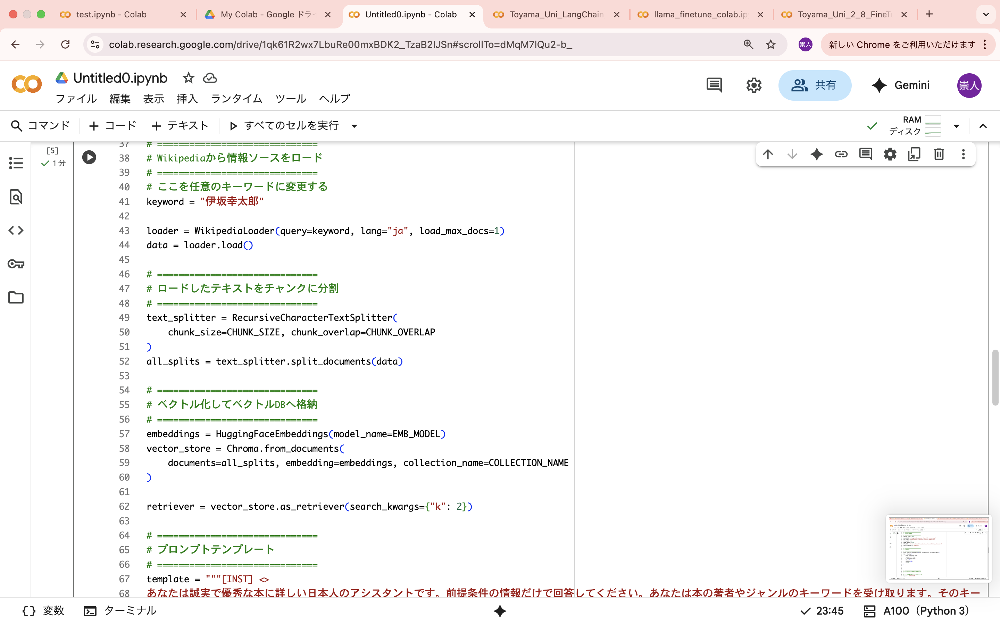 test.ipynb - Colab
My Colab - Google ドラ
Untitled0.ipynb - Colab
Toyama_Uni_LangChain
llama_finetune_colab.ip
Toyama_Uni_2_8_FineT
colab.research.google.com/drive/1qk61R2wx7LbuRe00mxBDK2_TzaB2IJSn#scrollTo=dMqM7lQu2-b_
崇人
新しい Chrome をご利用いただけます
Untitled0.ipynb
ファイル 編集 表示 挿入 ランタイム ツール ヘルプ
共有
Gemini
崇人
コマンド + コード + テキスト すべてのセルを実行
RAM
ディスク
[5]
1 分
37 # ==============================
38 # Wikipediaから情報ソースをロード
39 # ==============================
40 # ここを任意のキーワードに変更する
41 keyword = "伊坂幸太郎"
42
43 loader = WikipediaLoader(query=keyword, lang="ja", load_max_docs=1)
44 data = loader.load()
45
46 # ==============================
47 # ロードしたテキストをチャンクに分割
48 # ==============================
49 text_splitter = RecursiveCharacterTextSplitter(
50 chunk_size=CHUNK_SIZE, chunk_overlap=CHUNK_OVERLAP
51 )
52 all_splits = text_splitter.split_documents(data)
53
54 # ==============================
55 # ベクトル化してベクトルDBへ格納
56 # ==============================
57 embeddings = HuggingFaceEmbeddings(model_name=EMB_MODEL)
58 vector_store = Chroma.from_documents(
59 documents=all_splits, embedding=embeddings, collection_name=COLLECTION_NAME
60 )
61
62 retriever = vector_store.as_retriever(search_kwargs={"k": 2})
63
64 # ==============================
65 # プロンプトテンプレート
66 # ==============================
67 template = """[INST] <>
68 あなたは誠実で優秀な本に詳しい日本人のアシスタントです。前提条件の情報だけで回答してください。あなたは本の著者やジャンルのキーワードを受け取ります。そのキー
変数
ターミナル
23:45
A100（Python 3）